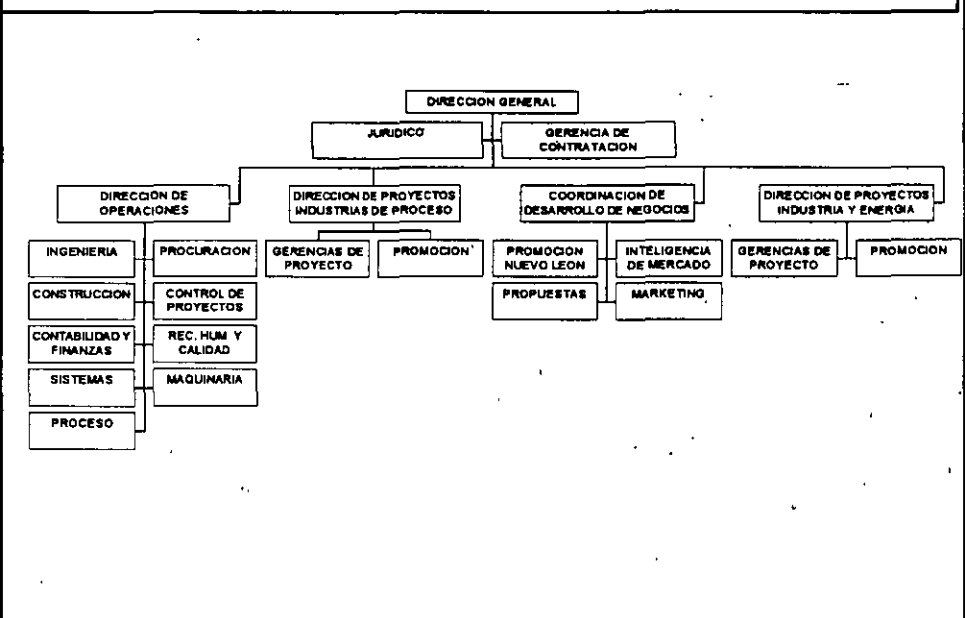 DIRECCION GENERAL
JURIDICO
GERENCIA DE
CONTRATACION
DIRECCION DE
OPERACIONES
DIRECCION DE PROYECTOS
INDUSTRIAS DE PROCESO
COORDINACION DE
DESARROLLO DE NEGOCIOS
DIRECCION DE PROYECTOS
INDUSTRIA Y ENERGIA
INGENIERIA
PROCURACION
CONSTRUCCION
CONTROL DE
PROYECTOS
CONTABILIDAD Y
FINANZAS
REC. HUM Y
CALIDAD
SISTEMAS
MAQUINARIA
PROCESO
GERENCIAS DE
PROYECTO
PROMOCION
PROMOCION
NUEVO LEON
INTELIGENCIA
DE MERCADO
PROPUESTAS
MARKETING
GERENCIAS DE
PROYECTO
PROMOCION